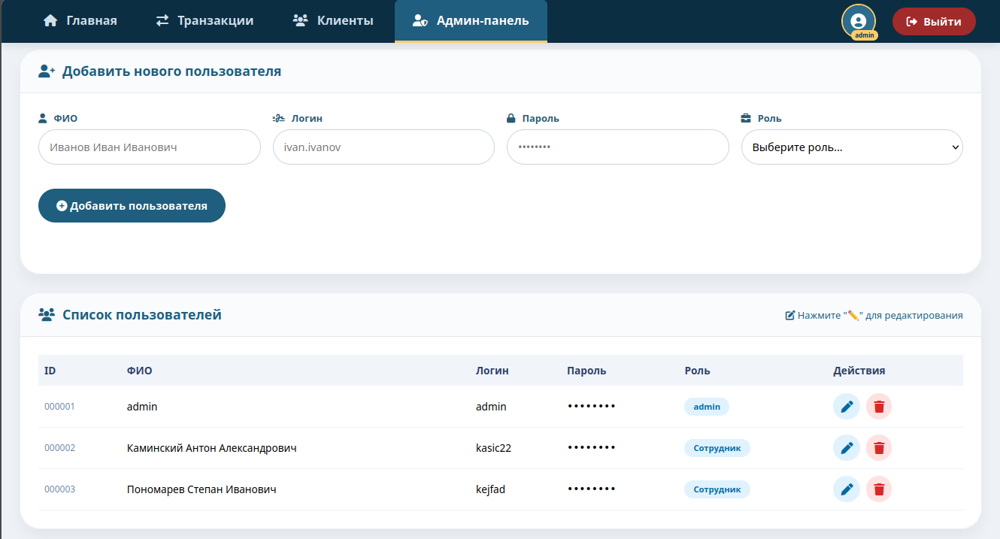 Главная Транзакции Клиенты Админ-панель admin Выйти
Добавить нового пользователя
ФИО Логин Пароль Роль
Иванов Иван Иванович ivan.ivanov •••••••• Выберите роль...
Добавить пользователя
Список пользователей Нажмите "✏️" для редактирования
ID ФИО Логин Пароль Роль Действия
000001 admin admin •••••••• admin
000002 Каминский Антон Александрович kasic22 •••••••• Сотрудник
000003 Пономарев Степан Иванович kejfad •••••••• Сотрудник